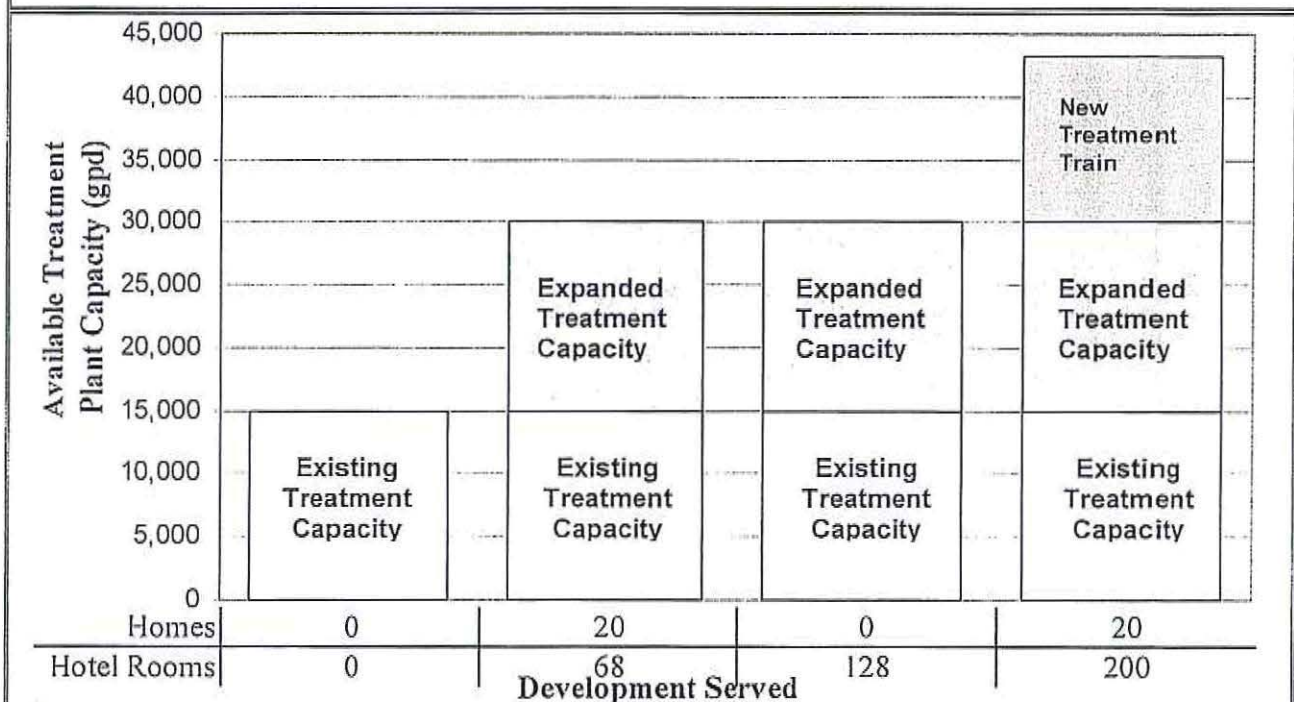 45,000
40,000
35,000
30,000
25,000
20,000
15,000
10,000
5,000
0
Available Treatment
Plant Capacity (gpd)
Existing
Treatment
Capacity
Expanded
Treatment
Capacity
Existing
Treatment
Capacity
Expanded
Treatment
Capacity
Existing
Treatment
Capacity
New
Treatment
Train
Expanded
Treatment
Capacity
Existing
Treatment
Capacity
Homes 0 20 0 20
Hotel Rooms 0 68 128 200
Development Served